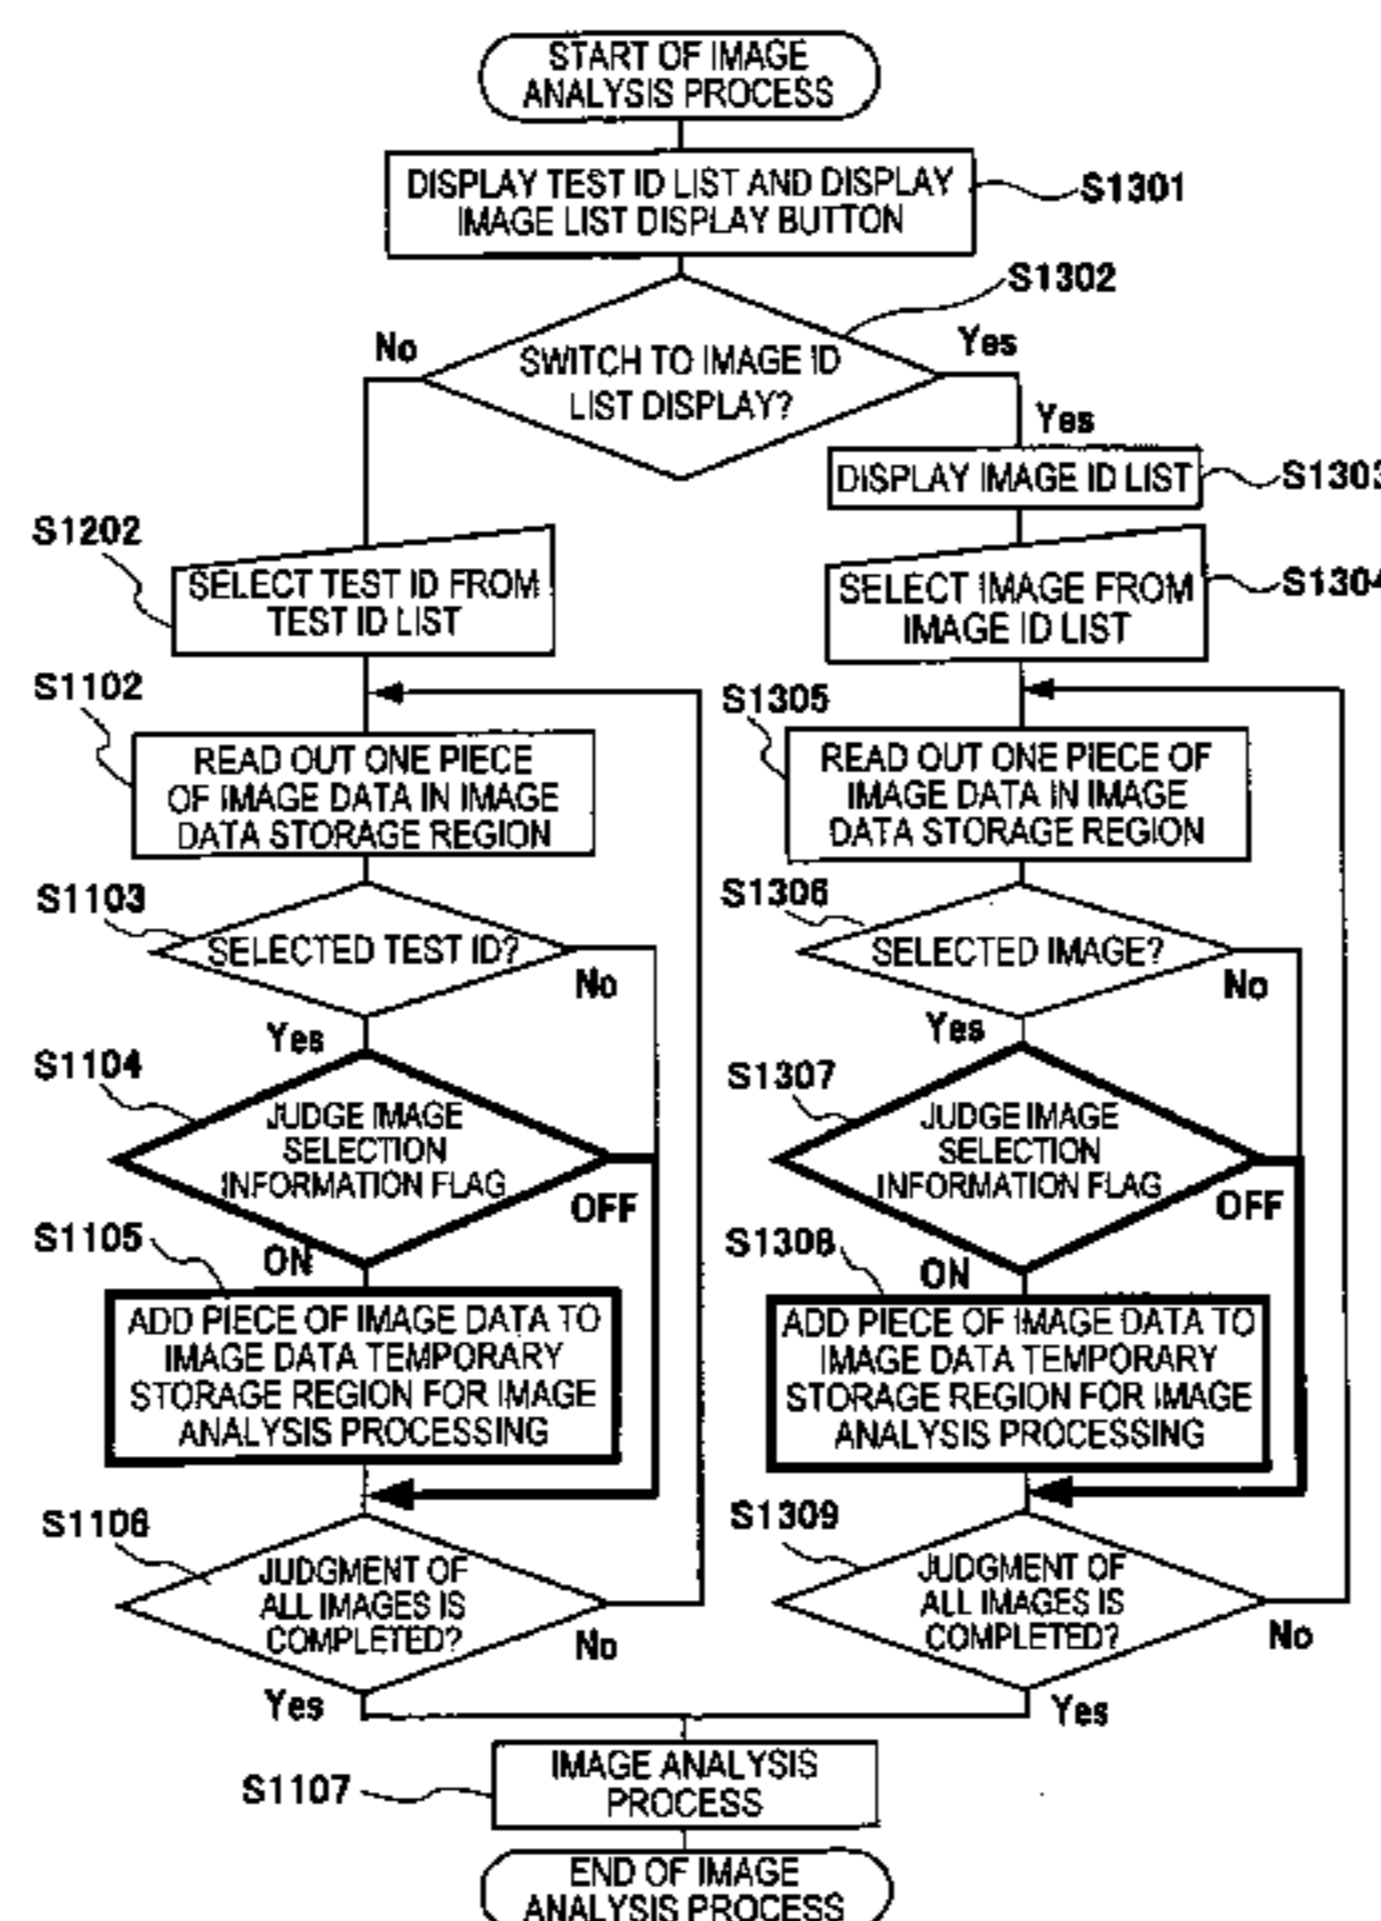 START OF IMAGE
ANALYSIS PROCESS
DISPLAY TEST ID LIST AND DISPLAY
IMAGE LIST DISPLAY BUTTON
S1301
S1302
SWITCH TO IMAGE ID
LIST DISPLAY?
No
Yes
Yes
DISPLAY IMAGE ID LIST
S1303
S1202
SELECT TEST ID FROM
TEST ID LIST
SELECT IMAGE FROM
IMAGE ID LIST
S1304
S1102
READ OUT ONE PIECE
OF IMAGE DATA IN IMAGE
DATA STORAGE REGION
S1103
SELECTED TEST ID?
No
Yes
S1104
JUDGE IMAGE
SELECTION
INFORMATION FLAG
OFF
ON
S1105
ADD PIECE OF IMAGE DATA TO
IMAGE DATA TEMPORARY
STORAGE REGION FOR IMAGE
ANALYSIS PROCESSING
S1106
JUDGMENT OF
ALL IMAGES IS
COMPLETED?
No
Yes
S1305
READ OUT ONE PIECE OF
IMAGE DATA IN IMAGE
DATA STORAGE REGION
S1306
SELECTED IMAGE?
No
Yes
S1307
JUDGE IMAGE
SELECTION
INFORMATION FLAG
OFF
ON
S1308
ADD PIECE OF IMAGE DATA TO
IMAGE DATA TEMPORARY
STORAGE REGION FOR IMAGE
ANALYSIS PROCESSING
S1309
JUDGMENT OF
ALL IMAGES IS
COMPLETED?
No
Yes
S1107
IMAGE ANALYSIS
PROCESS
END OF IMAGE
ANALYSIS PROCESS